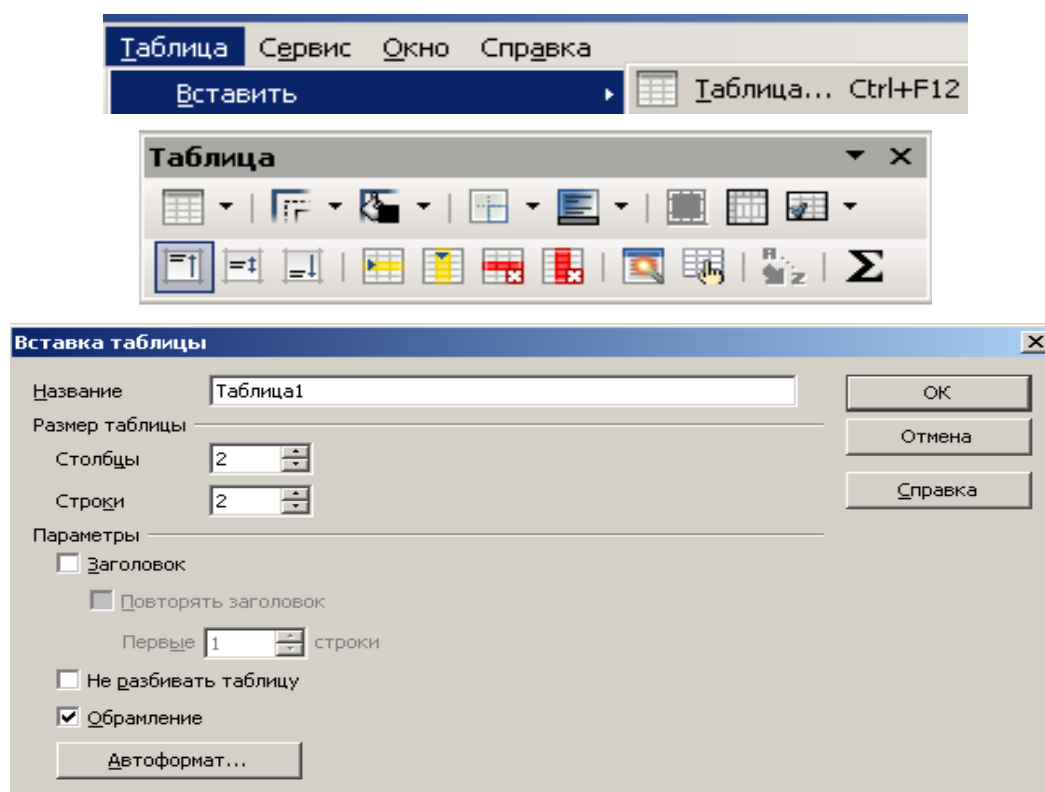 Таблица Сервис Окно Справка
Вставить Таблица... Ctrl+F12
Таблица
Вставка таблицы
Название Таблица1 ОК
Размер таблицы Отмена
Столбцы 2
Строки 2 Справка
Параметры
Заголовок
Повторять заголовок
Первые 1 строки
Не разбивать таблицу
Обрамление
Автоформат...